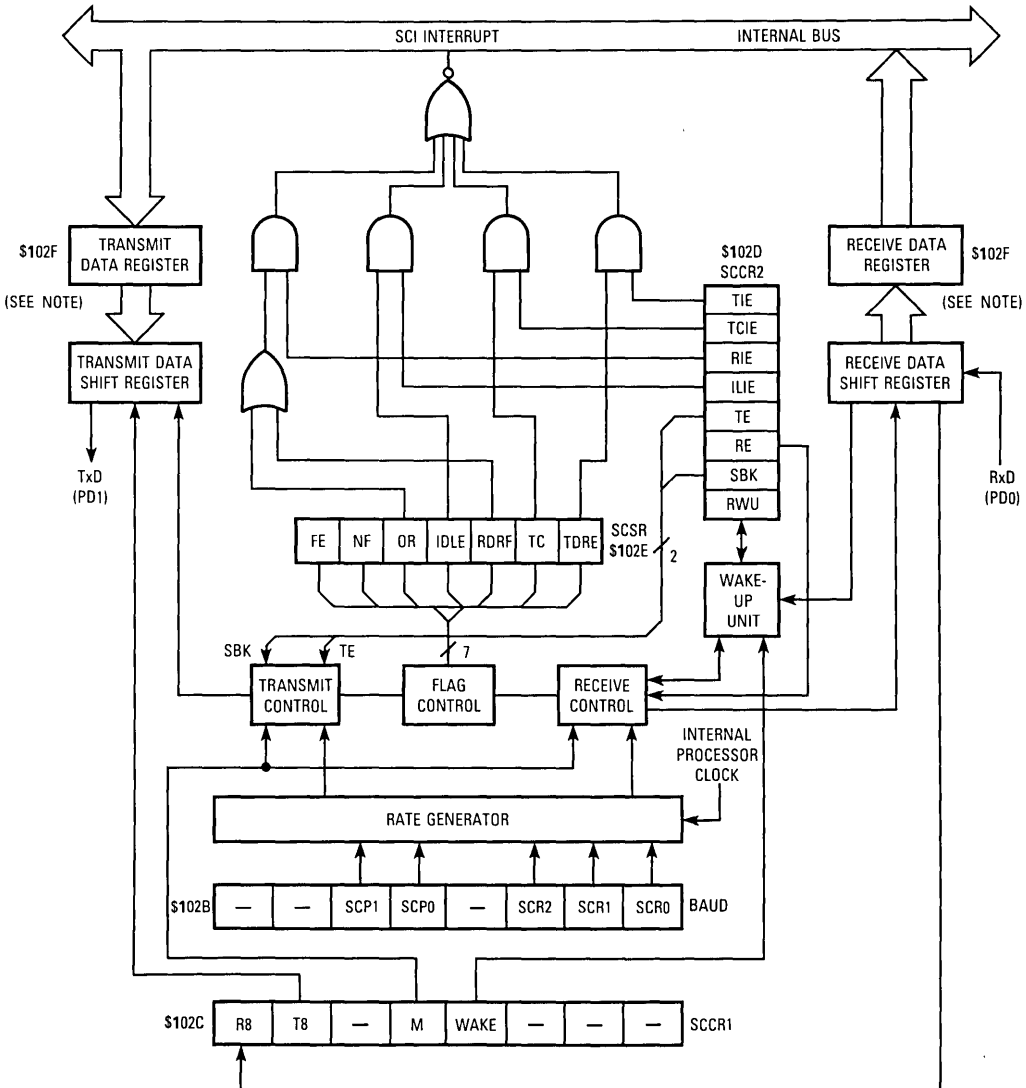 SCI INTERRUPT
INTERNAL BUS
$102F
TRANSMIT
DATA REGISTER
(SEE NOTE)
TRANSMIT DATA
SHIFT REGISTER
TxD
(PD1)
$102D
SCCR2
TIE
TCIE
RIE
ILIE
TE
RE
SBK
RWU
RECEIVE DATA
REGISTER
$102F
(SEE NOTE)
RECEIVE DATA
SHIFT REGISTER
RxD
(PD0)
FE NF OR IDLE RDRF TC TDRE
SCSR
$102E
2
WAKE-
UP
UNIT
SBK
TE
7
TRANSMIT
CONTROL
FLAG
CONTROL
RECEIVE
CONTROL
INTERNAL
PROCESSOR
CLOCK
RATE GENERATOR
$102B — — SCP1 SCP0 — SCR2 SCR1 SCR0 BAUD
$102C R8 T8 — M WAKE — — — SCCR1